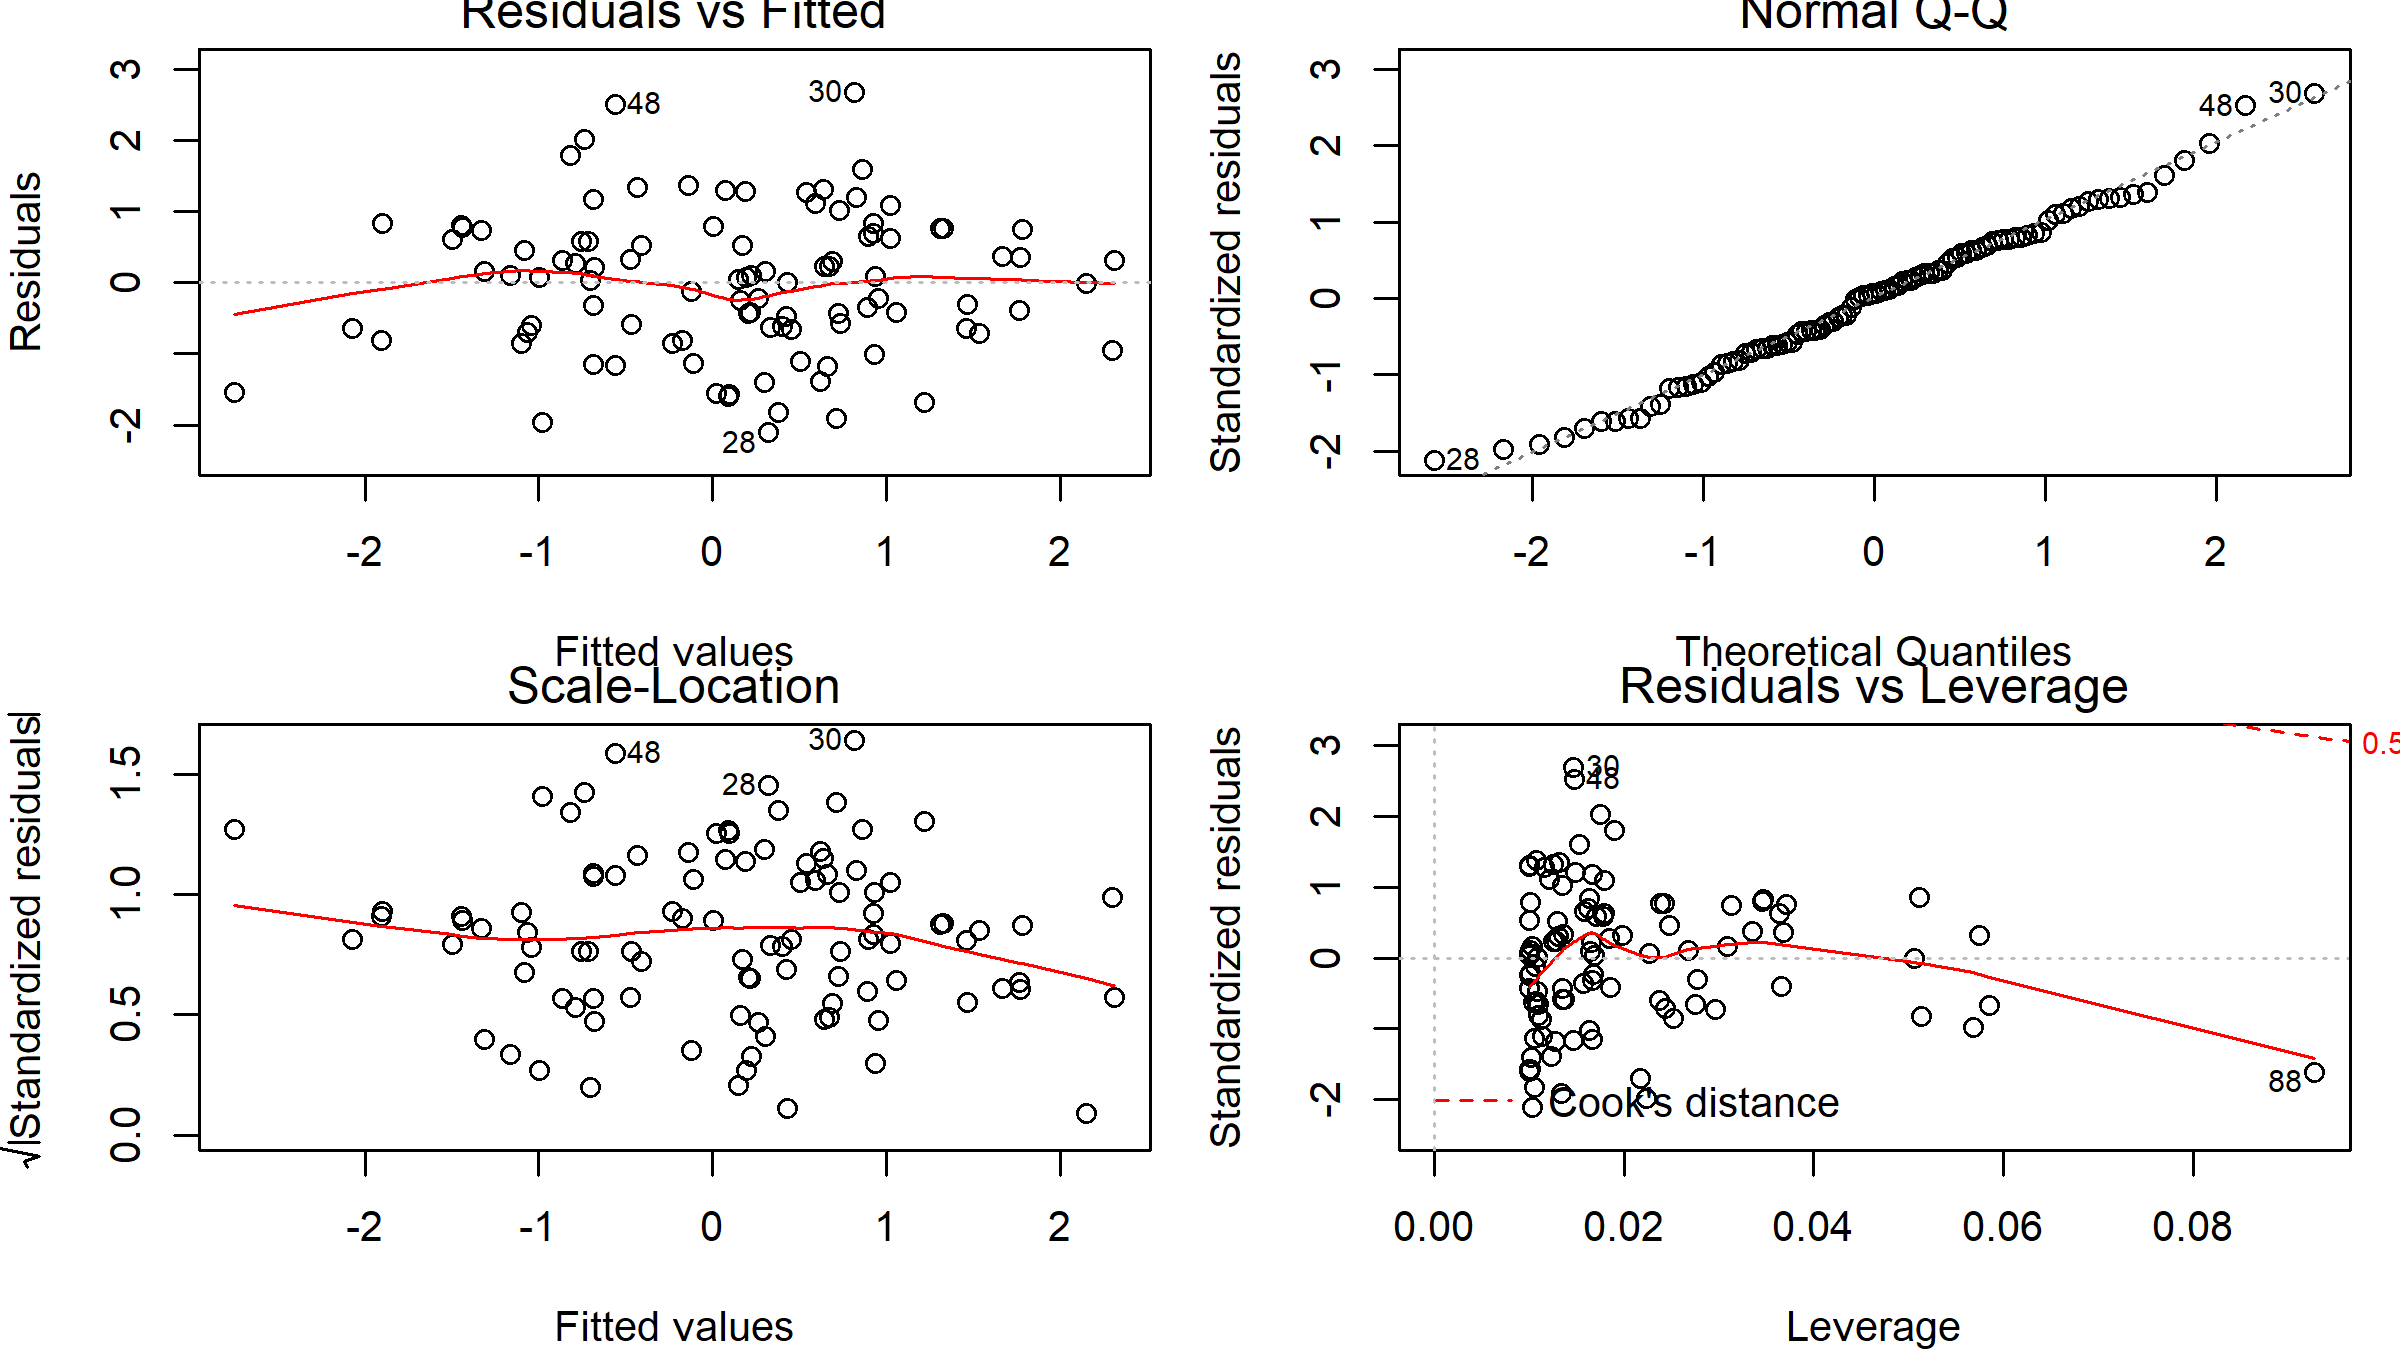 Residuals vs Fitted
Residuals
3
2
1
0
-2
48
30
28
-2 -1 0 1 2
Fitted values
Normal Q-Q
Standardized residuals
3
2
1
0
-1
-2
48
30
28
-2 -1 0 1 2
Theoretical Quantiles
Scale-Location
√|Standardized residuals|
1.5
1.0
0.5
0.0
48
30
28
-2 -1 0 1 2
Fitted values
Residuals vs Leverage
Standardized residuals
3
2
1
0
-2
0.5
30
48
88
Cook's distance
0.00 0.02 0.04 0.06 0.08
Leverage